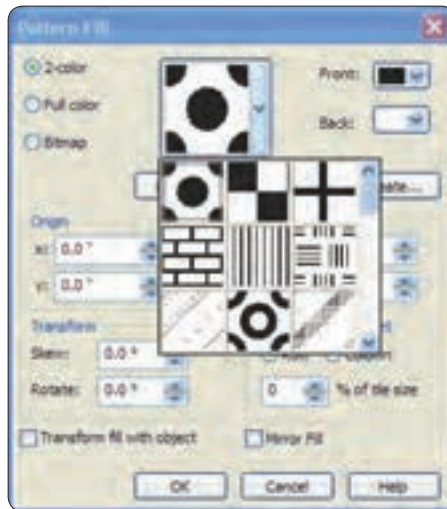 Pattern Fill
2-color
Front:
Full color
Back:
Bitmap
Origin
x: 0.0 "
y: 0.0 "
Transform
Skew: 0.0 °
Column
Rotate: 0.0 °
0 % of tile size
Transform fill with object
Mirror Fill
OK Cancel Help